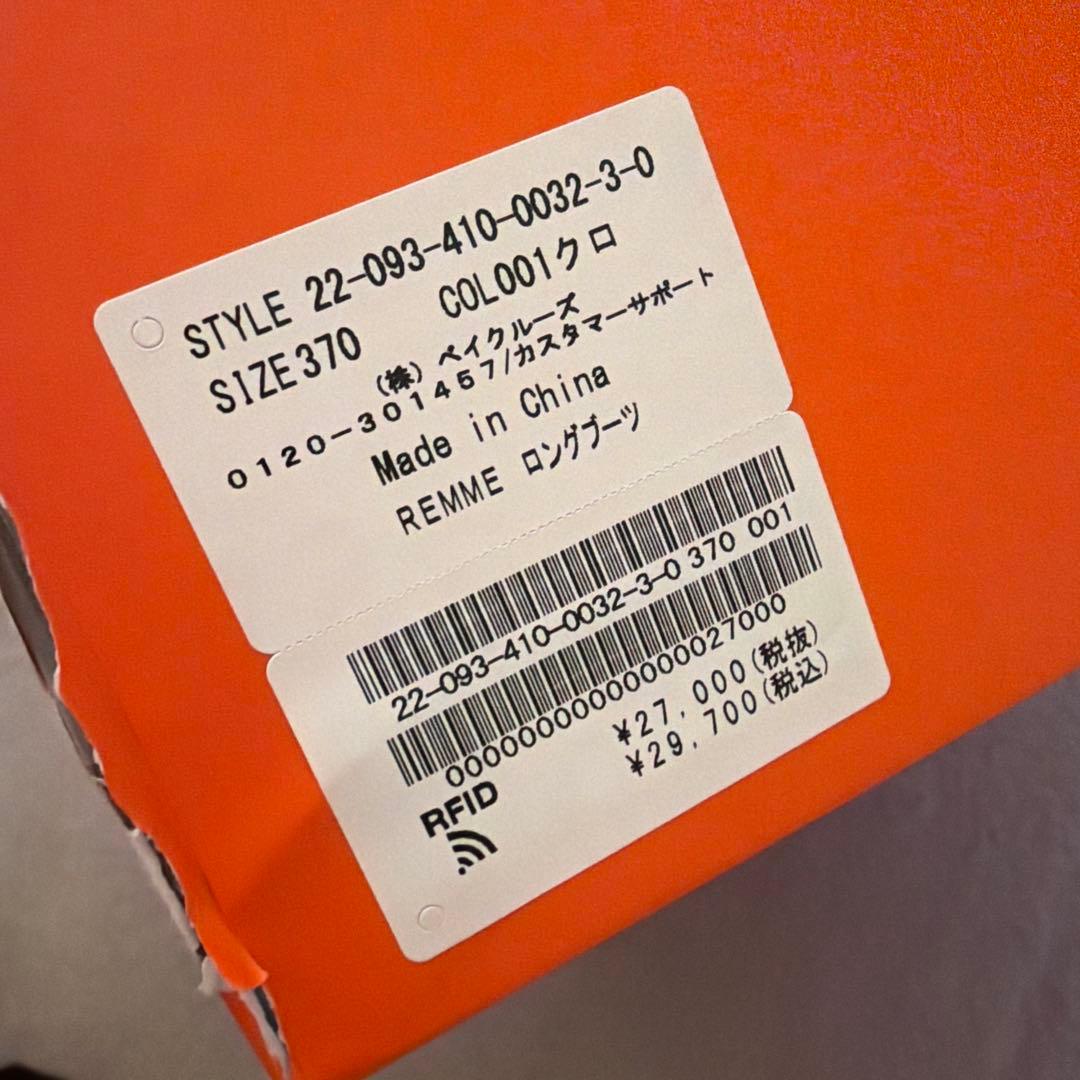 STYLE 22-093-410-0032-3-0
SIZE370 COL001クロ
(株) ベイクルーズ
0120-301457/カスタマーサポート
Made in China
REMME ロングブーツ
22-093-410-0032-3-0 370 001
0000000000000000027000
¥27,000(税抜)
¥29,700(税込)
RFID